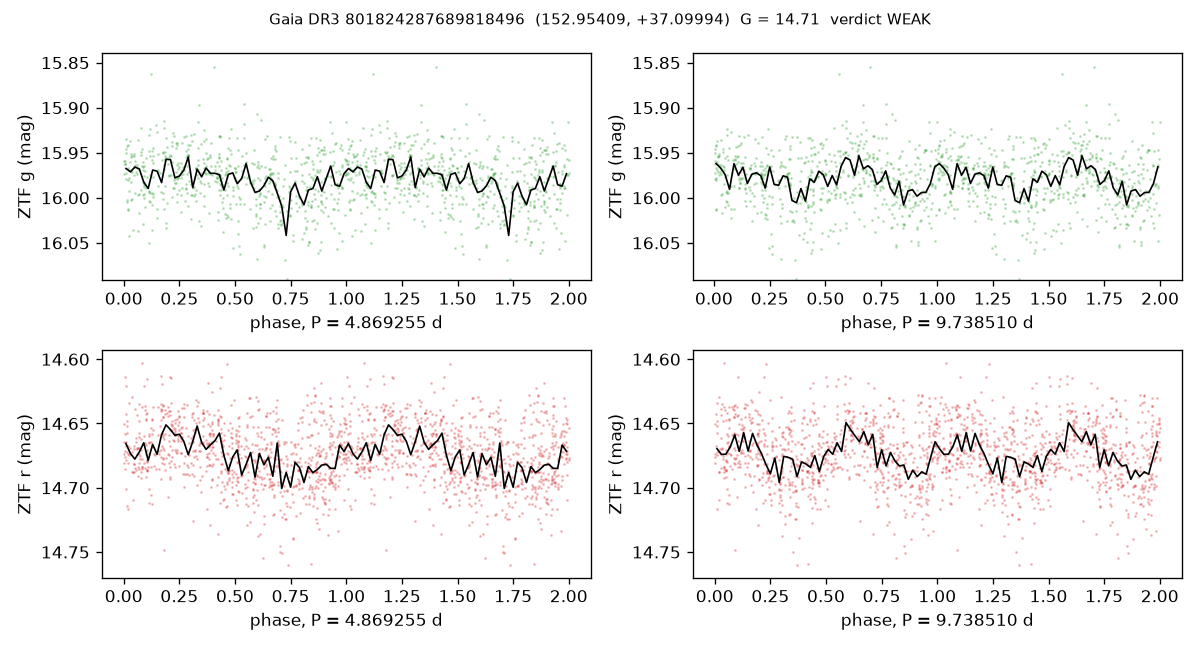 Gaia DR3 801824287689818496 (152.95409, +37.09994) G = 14.71 verdict WEAK
15.85
15.90
15.95
16.00
16.05
ZTF g (mag)
0.00 0.25 0.50 0.75 1.00 1.25 1.50 1.75 2.00
phase, P = 4.869255 d
15.85
15.90
15.95
16.00
16.05
ZTF g (mag)
0.00 0.25 0.50 0.75 1.00 1.25 1.50 1.75 2.00
phase, P = 9.738510 d
14.60
14.65
14.70
14.75
ZTF r (mag)
0.00 0.25 0.50 0.75 1.00 1.25 1.50 1.75 2.00
phase, P = 4.869255 d
14.60
14.65
14.70
14.75
ZTF r (mag)
0.00 0.25 0.50 0.75 1.00 1.25 1.50 1.75 2.00
phase, P = 9.738510 d